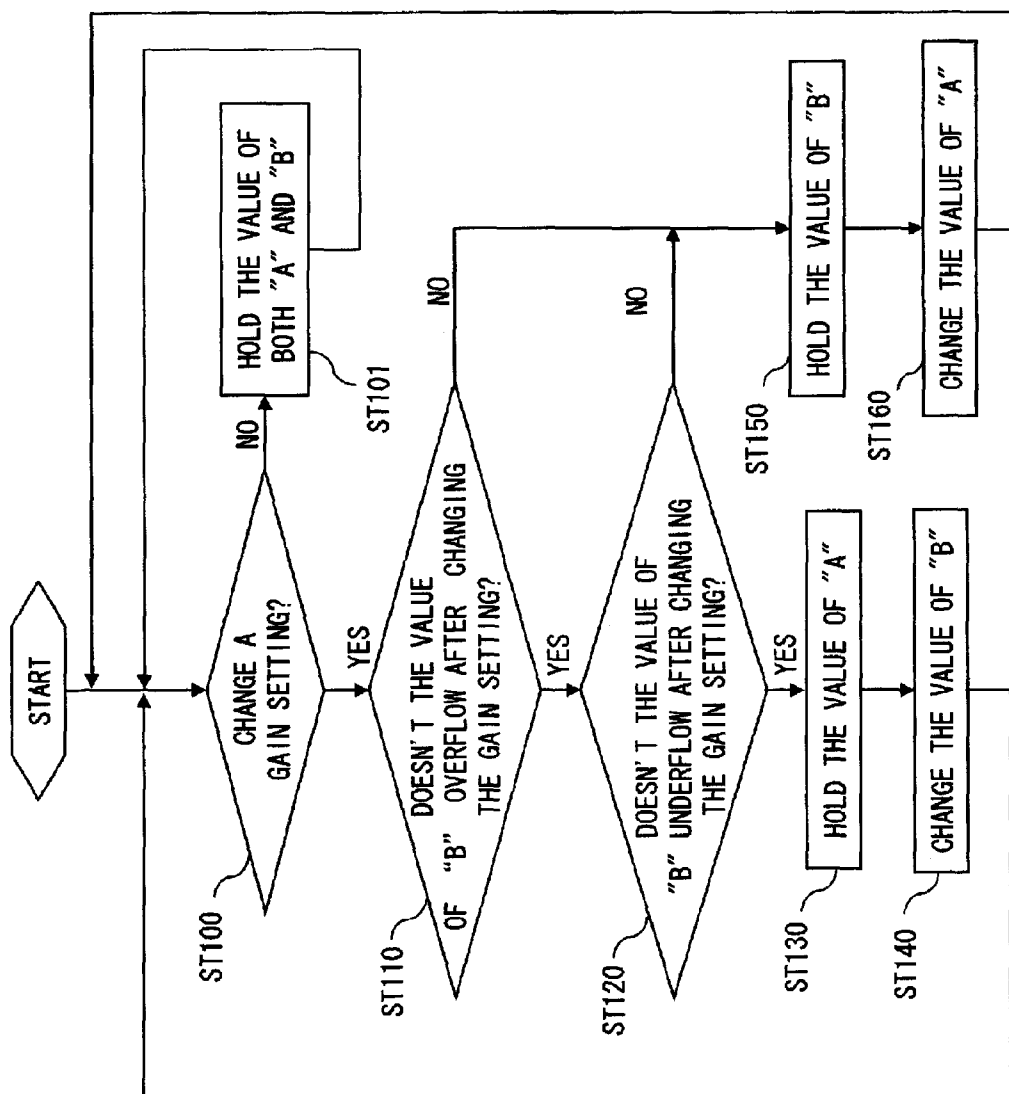 START
CHANGE A
GAIN SETTING?
ST100
NO
HOLD THE VALUE OF
BOTH "A" AND "B"
ST101
YES
DOESN'T THE VALUE
OF "B" OVERFLOW AFTER CHANGING
THE GAIN SETTING?
ST110
NO
YES
DOESN'T THE VALUE OF
"B" UNDERFLOW AFTER CHANGING
THE GAIN SETTING?
ST120
NO
YES
HOLD THE VALUE OF "A"
ST130
CHANGE THE VALUE OF "B"
ST140
HOLD THE VALUE OF "B"
ST150
CHANGE THE VALUE OF "A"
ST160